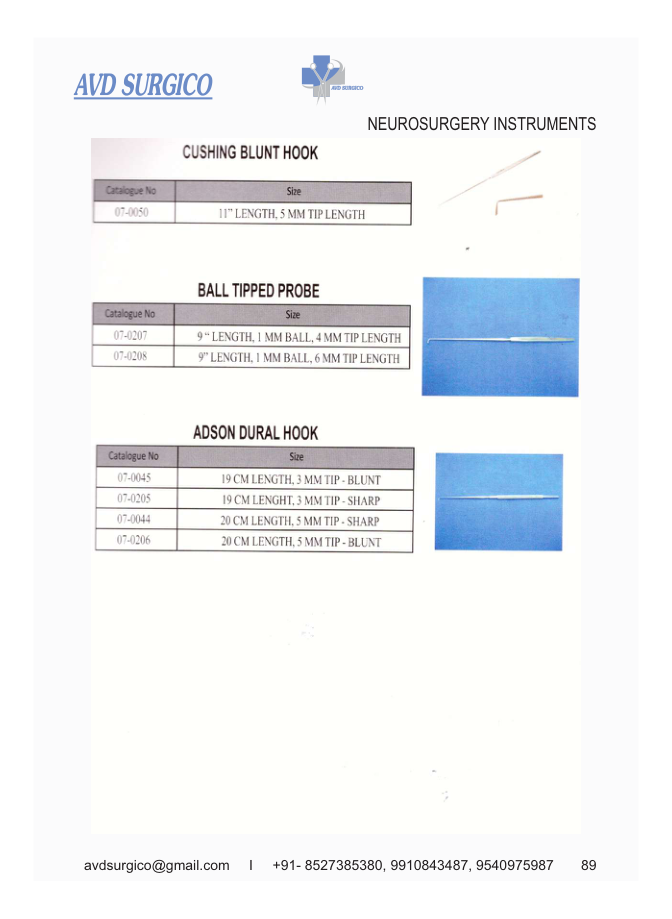 AVD SURGICO
AVD SURGICO
NEUROSURGERY INSTRUMENTS
CUSHING BLUNT HOOK
Catalogue No Size
07-0050 11” LENGTH, 5 MM TIP LENGTH
BALL TIPPED PROBE
Catalogue No Size
07-0207 9 “ LENGTH, 1 MM BALL, 4 MM TIP LENGTH
07-0208 9” LENGTH, 1 MM BALL, 6 MM TIP LENGTH
ADSON DURAL HOOK
Catalogue No Size
07-0045 19 CM LENGTH, 3 MM TIP - BLUNT
07-0205 19 CM LENGHT, 3 MM TIP - SHARP
07-0044 20 CM LENGTH, 5 MM TIP - SHARP
07-0206 20 CM LENGTH, 5 MM TIP - BLUNT
avdsurgico@gmail.com I +91- 8527385380, 9910843487, 9540975987 89